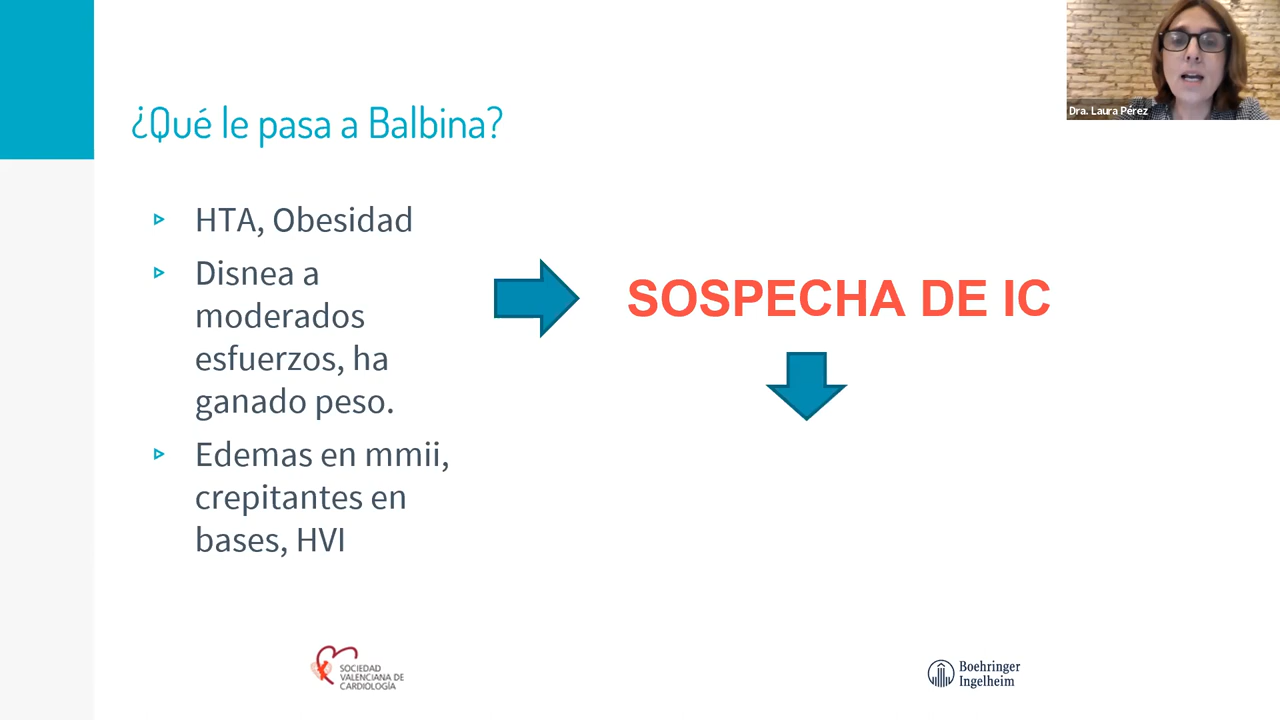 Dra. Laura Pérez
¿Qué le pasa a Balbina?
HTA, Obesidad
Disnea a
moderados
esfuerzos, ha
ganado peso.
Edemas en mmii,
crepitantes en
bases, HVI
SOSPECHA DE IC
SOCIEDAD
VALENCIANA DE
CARDIOLOGÍA
Boehringer
Ingelheim